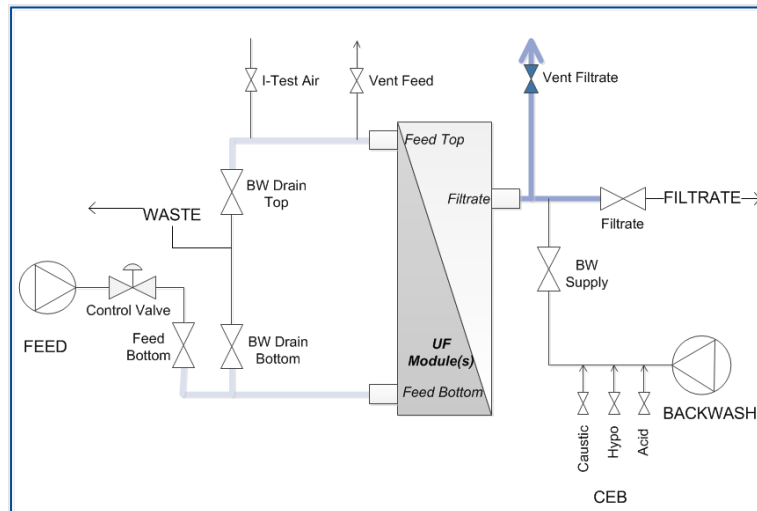 I-Test Air
Vent Feed
Vent Filtrate
Feed Top
BW Drain
Top
WASTE
Filtrate
FILTRATE
Filtrate
BW
Supply
Control Valve
FEED
Feed
Bottom
BW Drain
Bottom
UF
Module(s)
Feed Bottom
BACKWASH
Caustic
Hypo
Acid
CEB